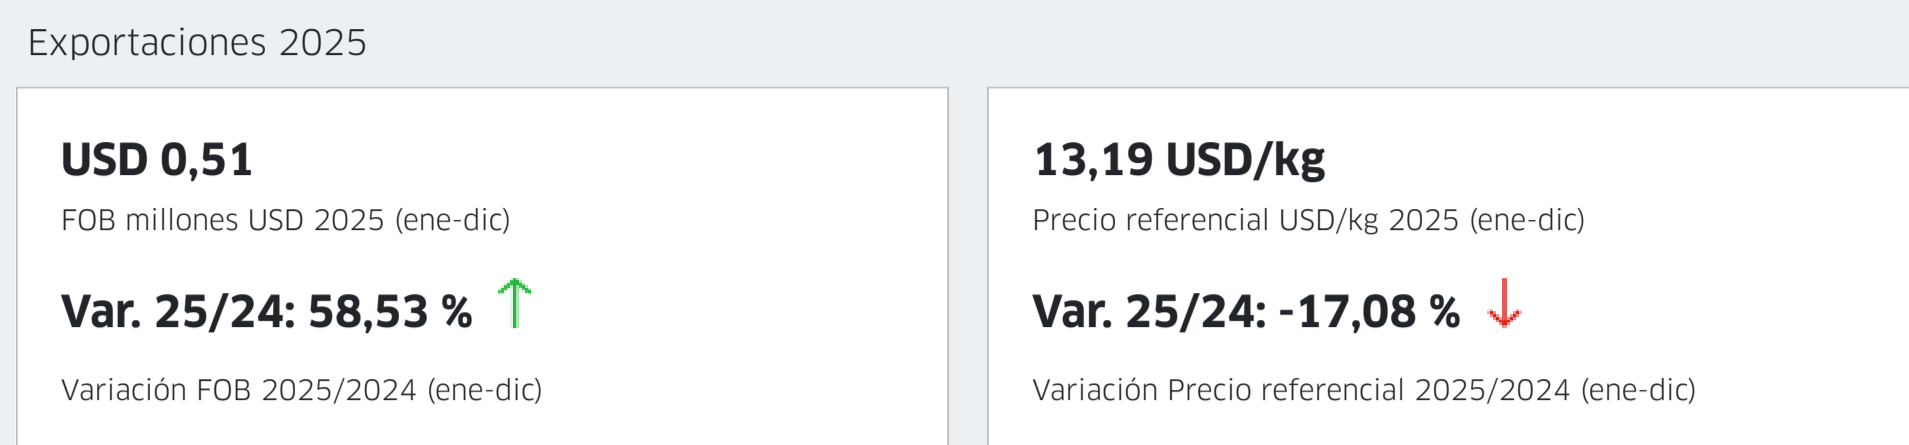 Exportaciones 2025
USD 0,51
FOB millones USD 2025 (ene-dic)
Var. 25/24: 58,53 %
Variación FOB 2025/2024 (ene-dic)
13,19 USD/kg
Precio referencial USD/kg 2025 (ene-dic)
Var. 25/24: -17,08 %
Variación Precio referencial 2025/2024 (ene-dic)